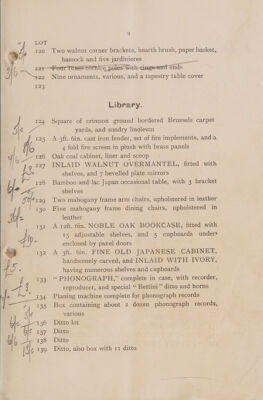 9
LOT
120 Two walnut corner brackets, hearth brush, paper basket,
hassock and five jardinieres
121 Four brass cornice poles with rings and ends
122 Nine ornaments, various, and a tapestry table cover
123
Library.
124 Square of crimson ground bordered Brussels carpet
yards, and sundry linoleum
125 A 5ft. 6in. cast iron fender, set of fire implements, and a
4 fold fire screen in plush with brass panels
126 Oak coal cabinet, liner and scoop
127 INLAID WALNUT OVERMANTEL, fitted with
shelves, and 7 bevelled plate mirrors
128 Bamboo and lac Japan occasional table, with 3 bracket
shelves
129 Two mahogany frame arm chairs, upholstered in leather
130 Five mahogany frame dining chairs, upholstered in
leather
131 A 12ft. 6in. NOBLE OAK BOOKCASE, fitted with
15 adjustable shelves, and 5 cupboards under
enclosed by panel doors
132 A 3ft. 6in. FINE OLD JAPANESE CABINET,
handsomely carved, and INLAID WITH IVORY,
having numerous shelves and cupboards
133 "PHONOGRAPH," complete in case, with recorder,
reproducer, and special "Bettini" ditto and horns
134 Planing machine complete for phonograph records
135 Box containing about 2 dozen phonograph records,
various
136 Ditto lot
137 Ditto
138 Ditto
139 Ditto, also box with 11 ditto